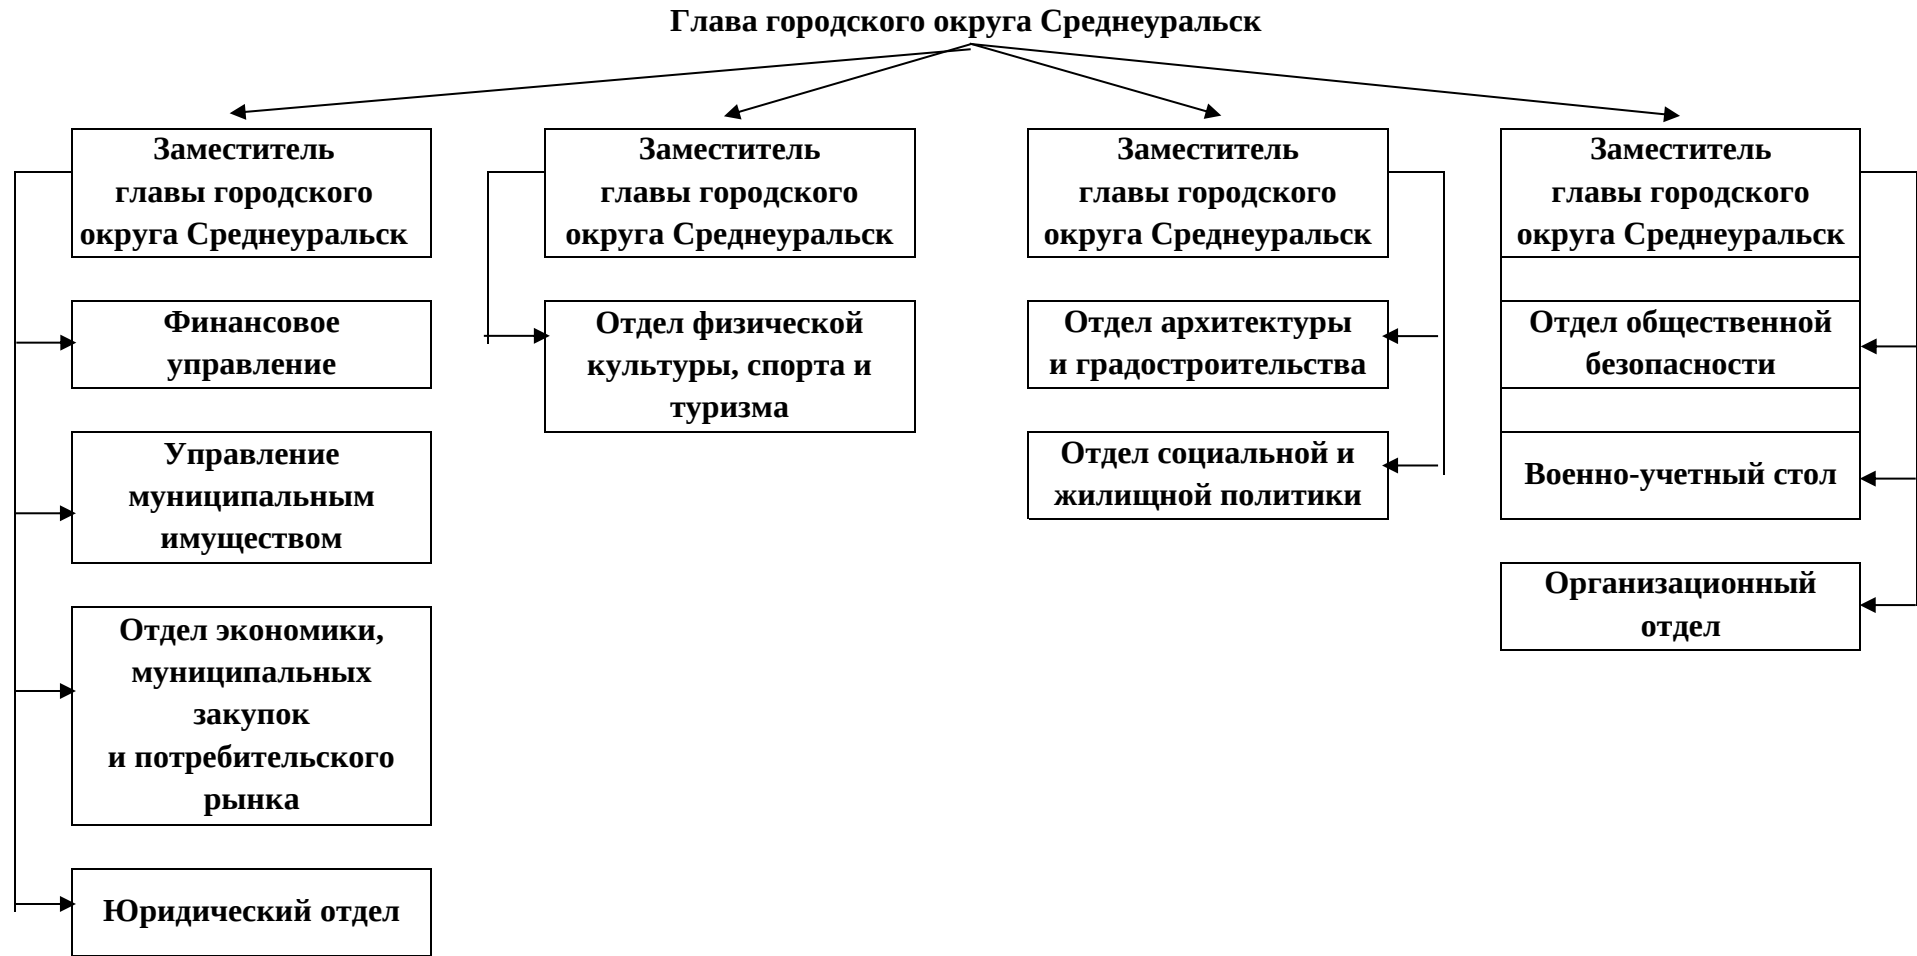 Глава городского округа Среднеуральск
Заместитель
главы городского
округа Среднеуральск
Финансовое
управление
Управление
муниципальным
имуществом
Отдел экономики,
муниципальных
закупок
и потребительского
рынка
Юридический отдел
Заместитель
главы городского
округа Среднеуральск
Отдел физической
культуры, спорта и
туризма
Заместитель
главы городского
округа Среднеуральск
Отдел архитектуры
и градостроительства
Отдел социальной и
жилищной политики
Заместитель
главы городского
округа Среднеуральск
Отдел общественной
безопасности
Военно-учетный стол
Организационный
отдел